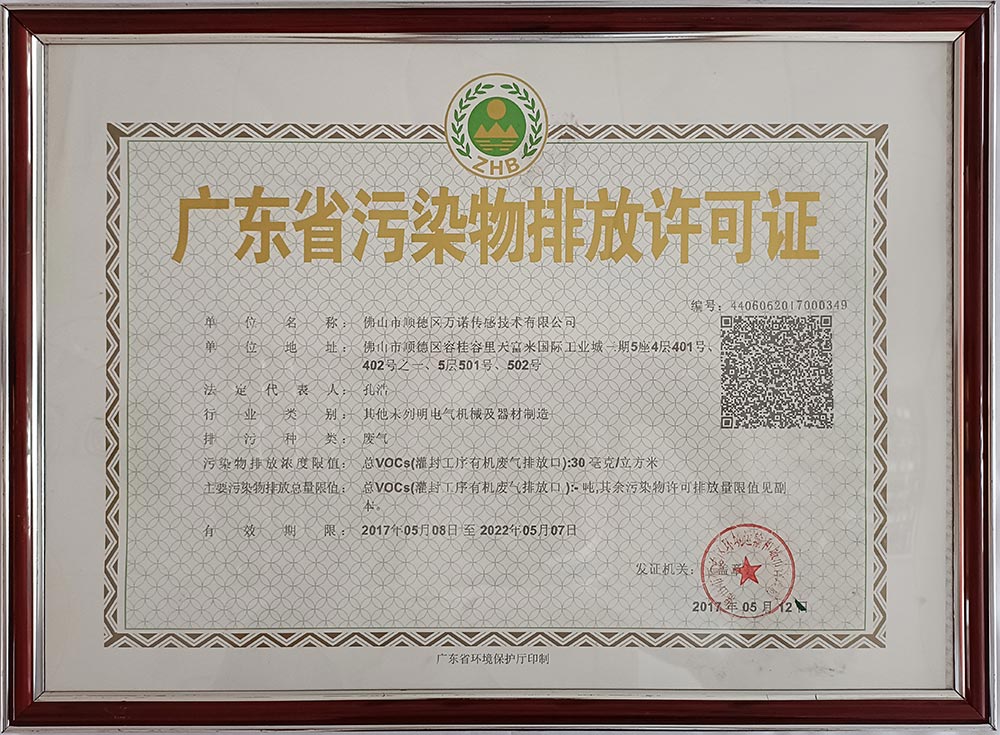 ZHB
广东省污染物排放许可证
编号：4406062017000349
单位名称：佛山市顺德区万诺传感技术有限公司
单位地址：佛山市顺德区容桂容里天富来国际工业城一期5座4层401号、
402号之一、5层501号、502号
法定代表人：孔浩
行业类别：其他未列明电气机械及器材制造
排污种类：废气
污染物排放浓度限值：总VOCs(灌封工序有机废气排放口):30 毫克/立方米
主要污染物排放总量限值：总VOCs(灌封工序有机废气排放口):- 吨,其余污染物许可排放量限值见副
本。
有效期限：2017年05月08日 至 2022年05月07日
发证机关：盖章
2017年 05月 12日
广东省环境保护厅印制